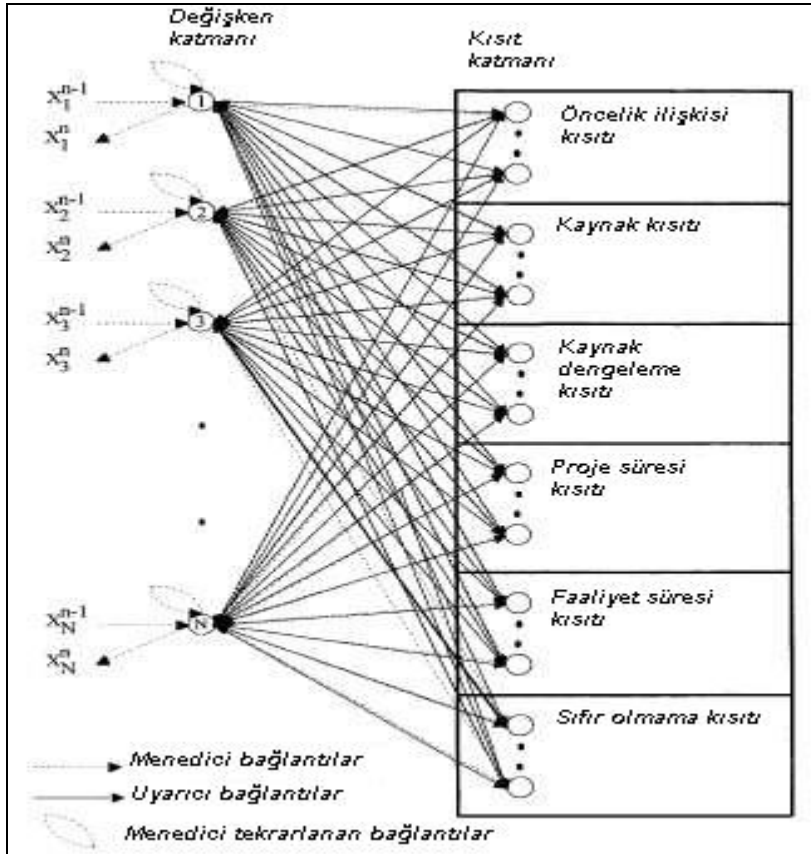 Değişken
katmanı
Kısıt
katmanı
X₁ⁿ⁻¹
X₁ⁿ
1
X₂ⁿ⁻¹
X₂ⁿ
2
X₃ⁿ⁻¹
X₃ⁿ
3
X_Nⁿ⁻¹
X_Nⁿ
N
Öncelik ilişkisi
kısıtı
Kaynak kısıtı
Kaynak
dengeleme
kısıtı
Proje süresi
kısıtı
Faaliyet süresi
kısıtı
Sıfır olmama kısıtı
Menedici bağlantılar
Uyarıcı bağlantılar
Menedici tekrarlanan bağlantılar